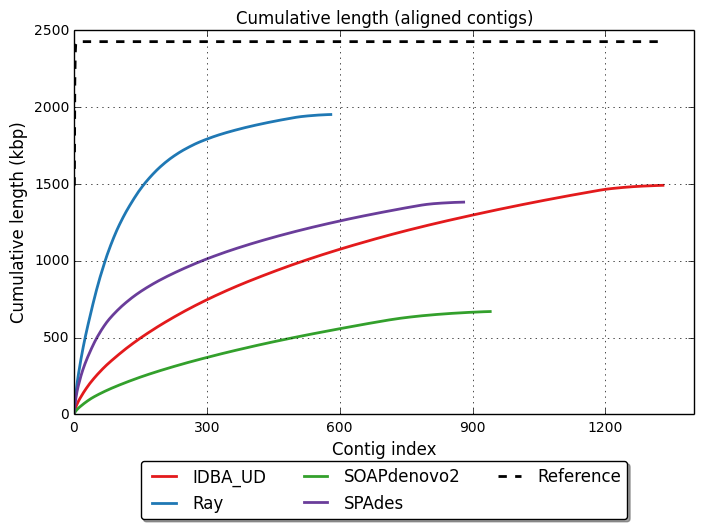 Cumulative length (aligned contigs)
2500
2000
1500
1000
500
0
Cumulative length (kbp)
0 300 600 900 1200
Contig index
IDBA_UD SOAPdenovo2 Reference
Ray SPAdes